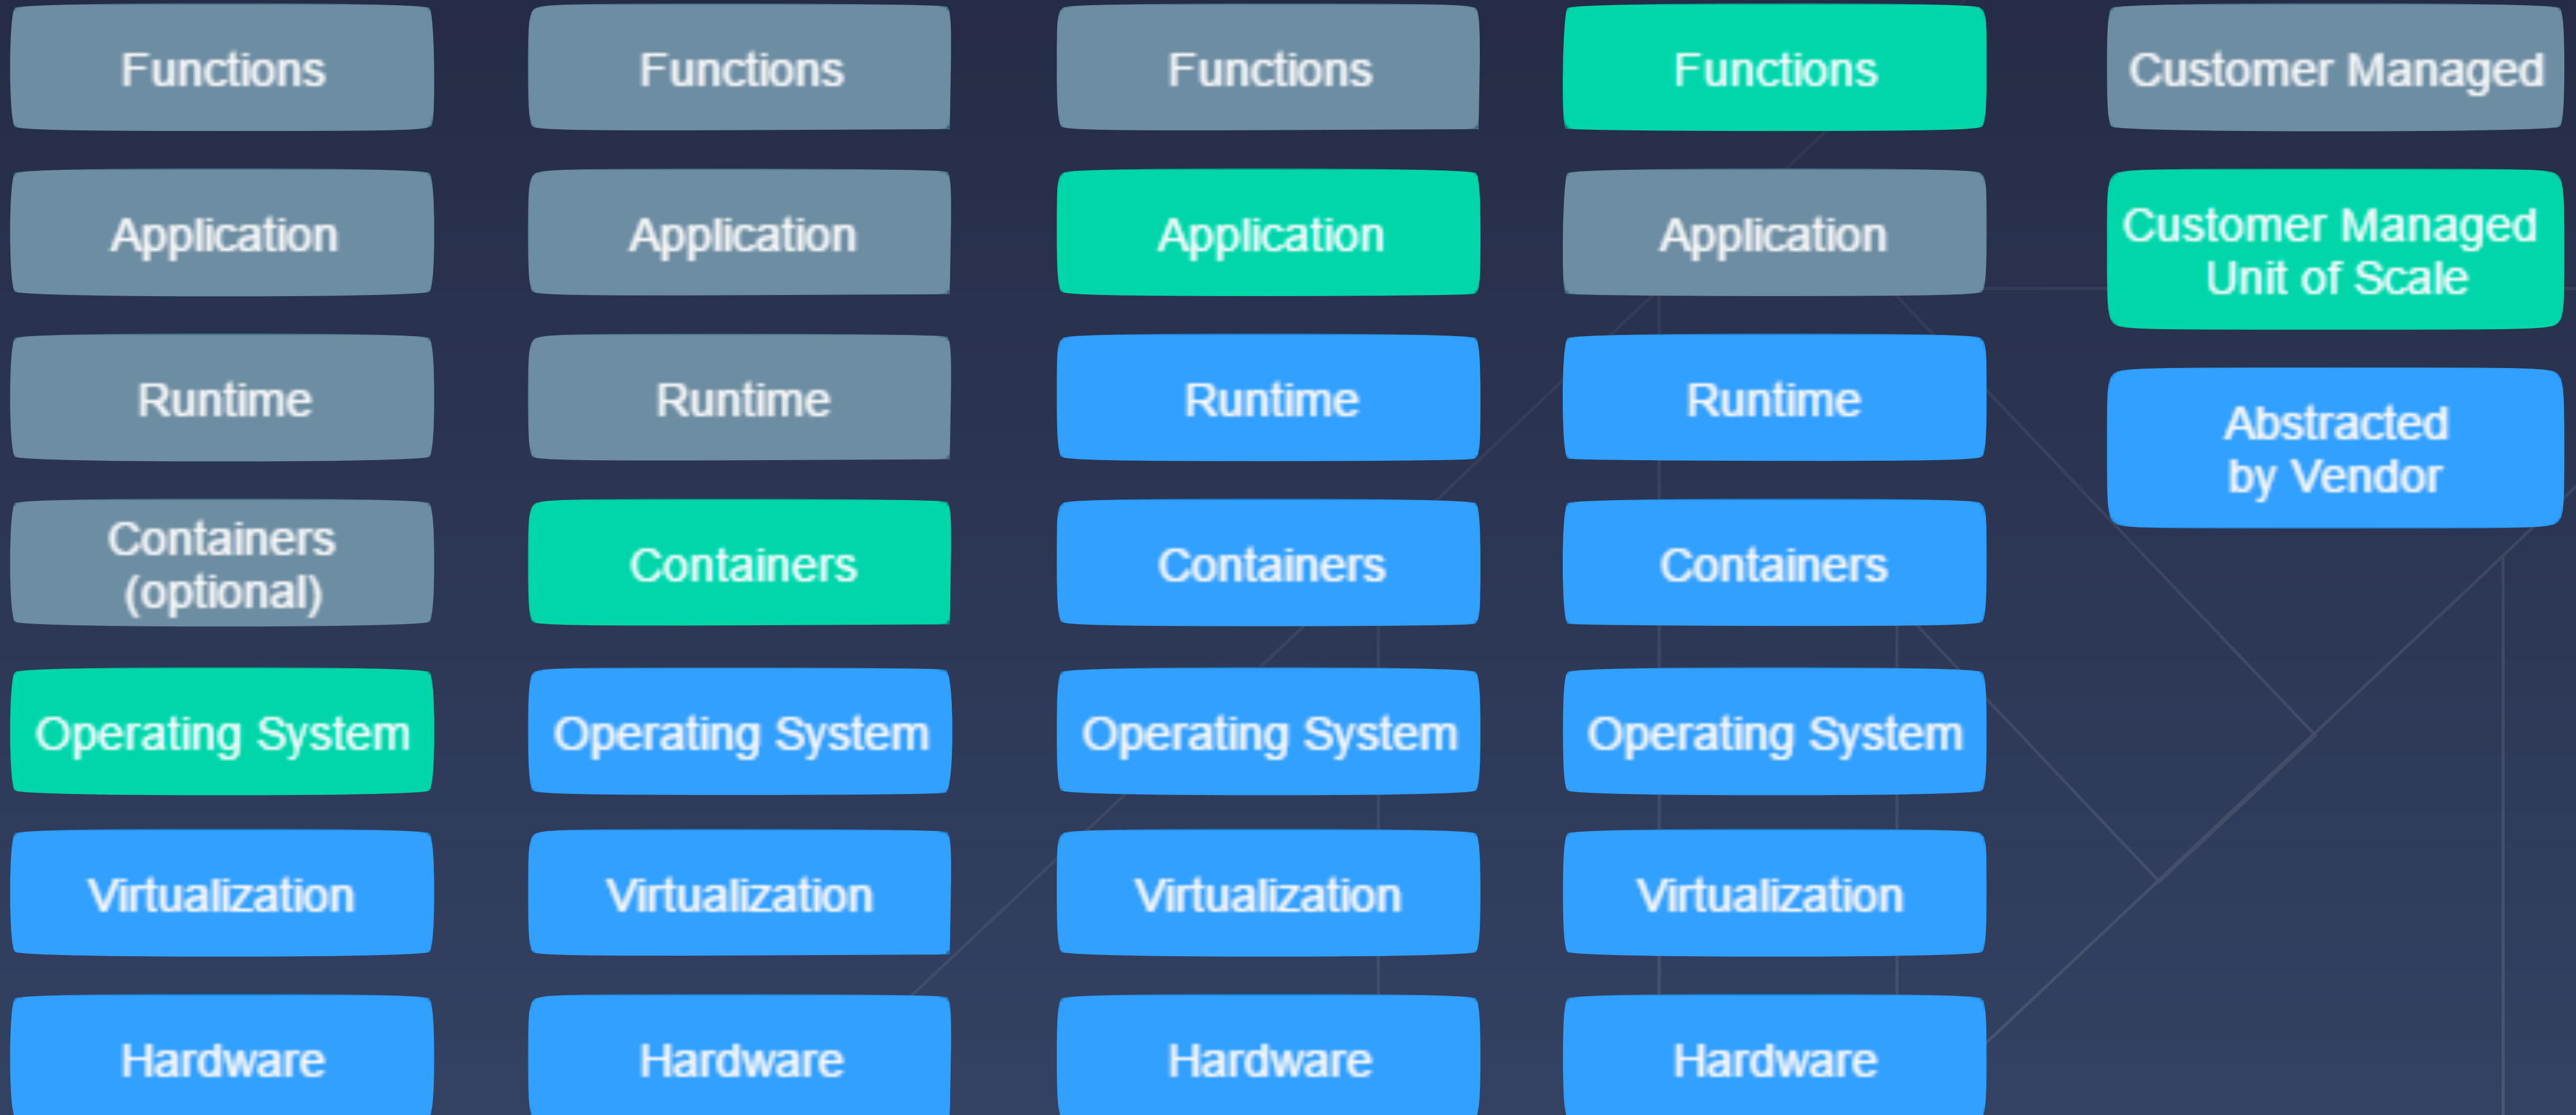 Functions
Functions
Functions
Functions
Customer Managed
Application
Application
Application
Application
Customer Managed
Unit of Scale
Runtime
Runtime
Runtime
Runtime
Abstracted
by Vendor
Containers
(optional)
Containers
Containers
Containers
Operating System
Operating System
Operating System
Operating System
Virtualization
Virtualization
Virtualization
Virtualization
Hardware
Hardware
Hardware
Hardware